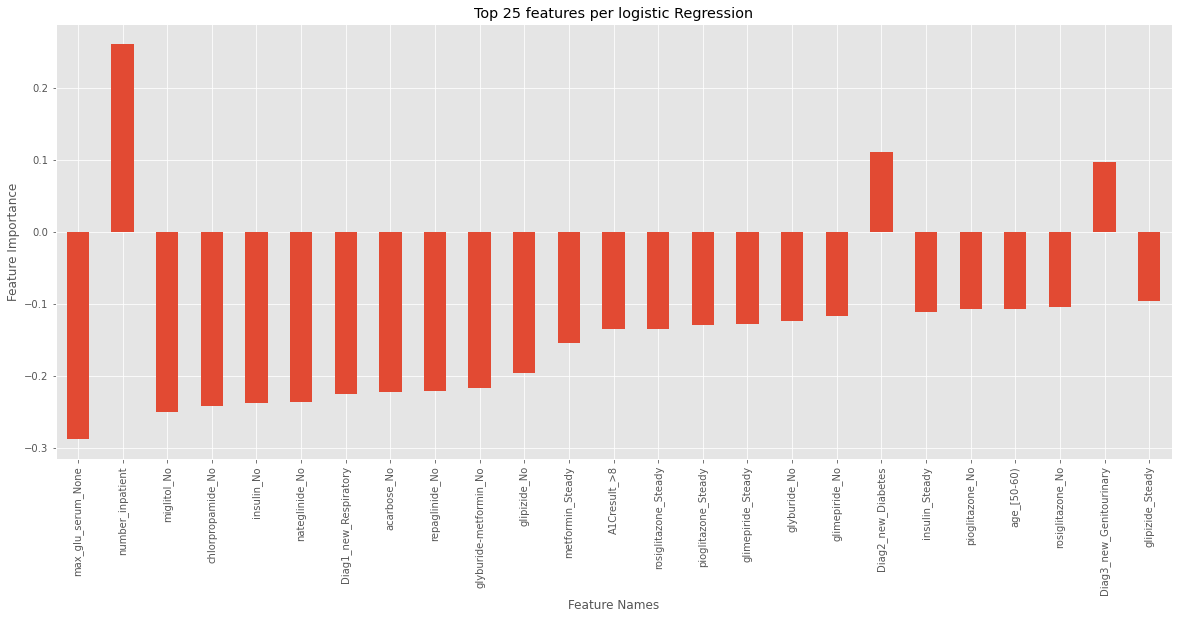 Top 25 features per logistic Regression
Feature Importance
0.2
0.1
0.0
−0.1
−0.2
−0.3
max_glu_serum_None
number_inpatient
miglitol_No
chlorpropamide_No
insulin_No
nateglinide_No
Diag1_new_Respiratory
acarbose_No
repaglinide_No
glyburide-metformin_No
glipizide_No
metformin_Steady
A1Cresult_>8
rosiglitazone_Steady
pioglitazone_Steady
glimepiride_Steady
glyburide_No
glimepiride_No
Diag2_new_Diabetes
insulin_Steady
pioglitazone_No
age_[50-60)
rosiglitazone_No
Diag3_new_Genitourinary
glipizide_Steady
Feature Names